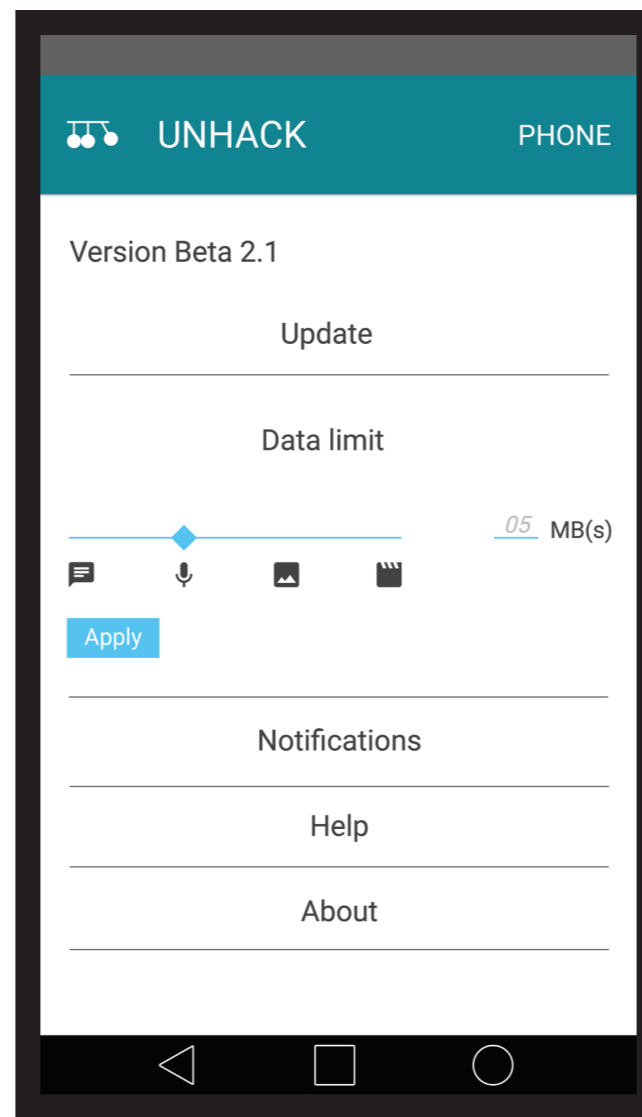 UNHACK PHONE
Version Beta 2.1
Update
Data limit
05 MB(s)
Apply
Notifications
Help
About